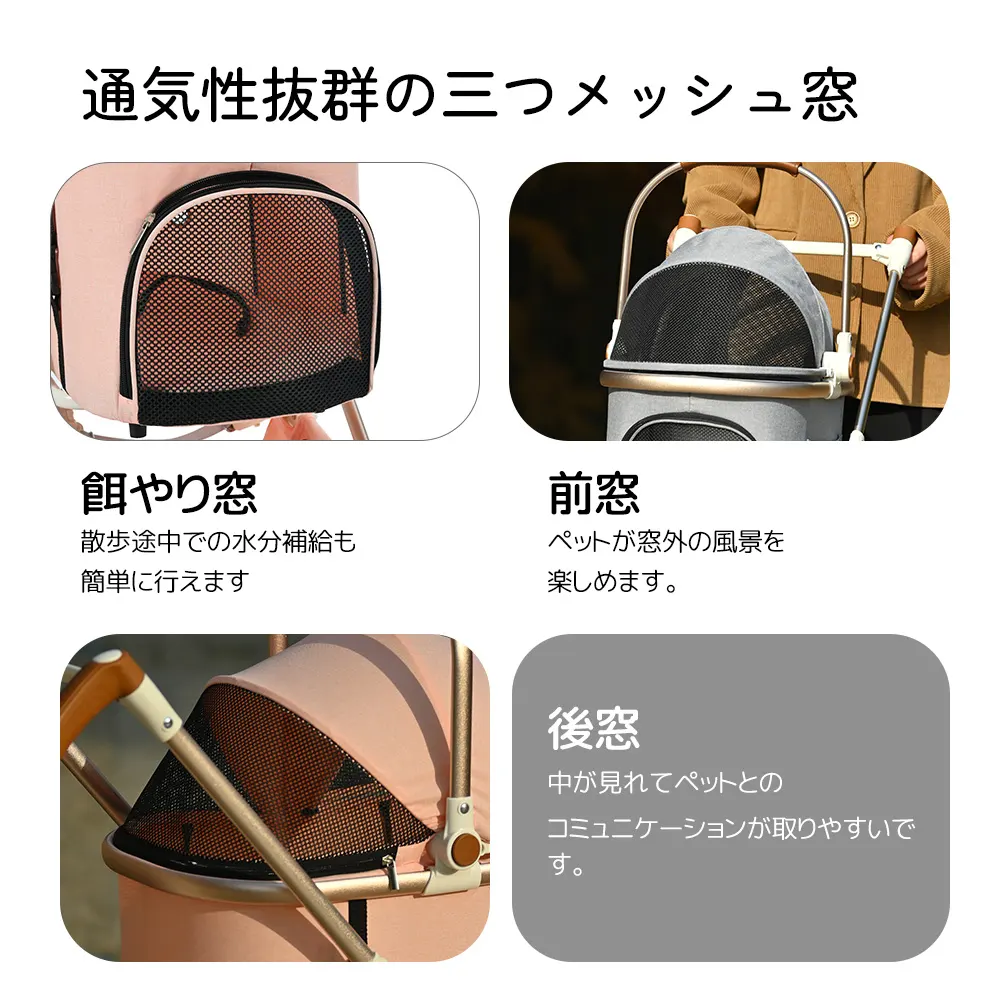 通気性抜群の三つメッシュ窓
餌やり窓
散歩途中での水分補給も
簡単に行えます
前窓
ペットが窓外の風景を
楽しめます。
後窓
中が見れてペットとの
コミュニケーションが取りやすいで
す。